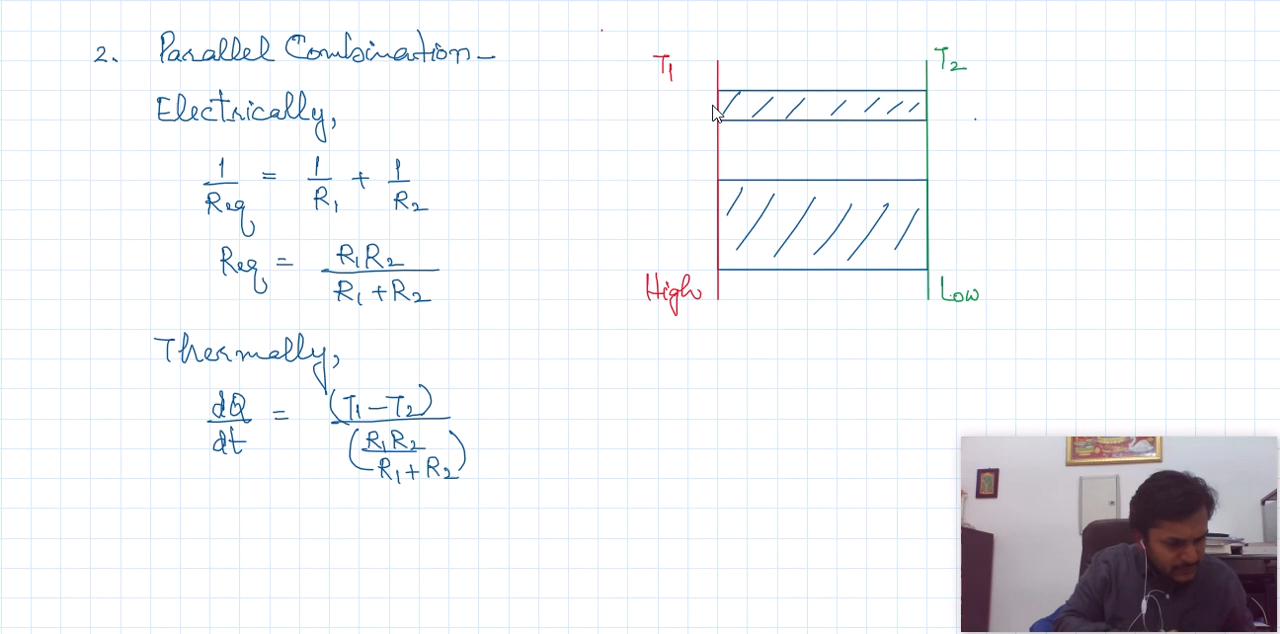 2. Parallel Combination-
Electrically,
1/Req = 1/R1 + 1/R2
Req = R1R2/R1+R2
Thermally,
dQ/dt = (T1-T2)/(R1R2/R1+R2)
T1
T2
High
Low